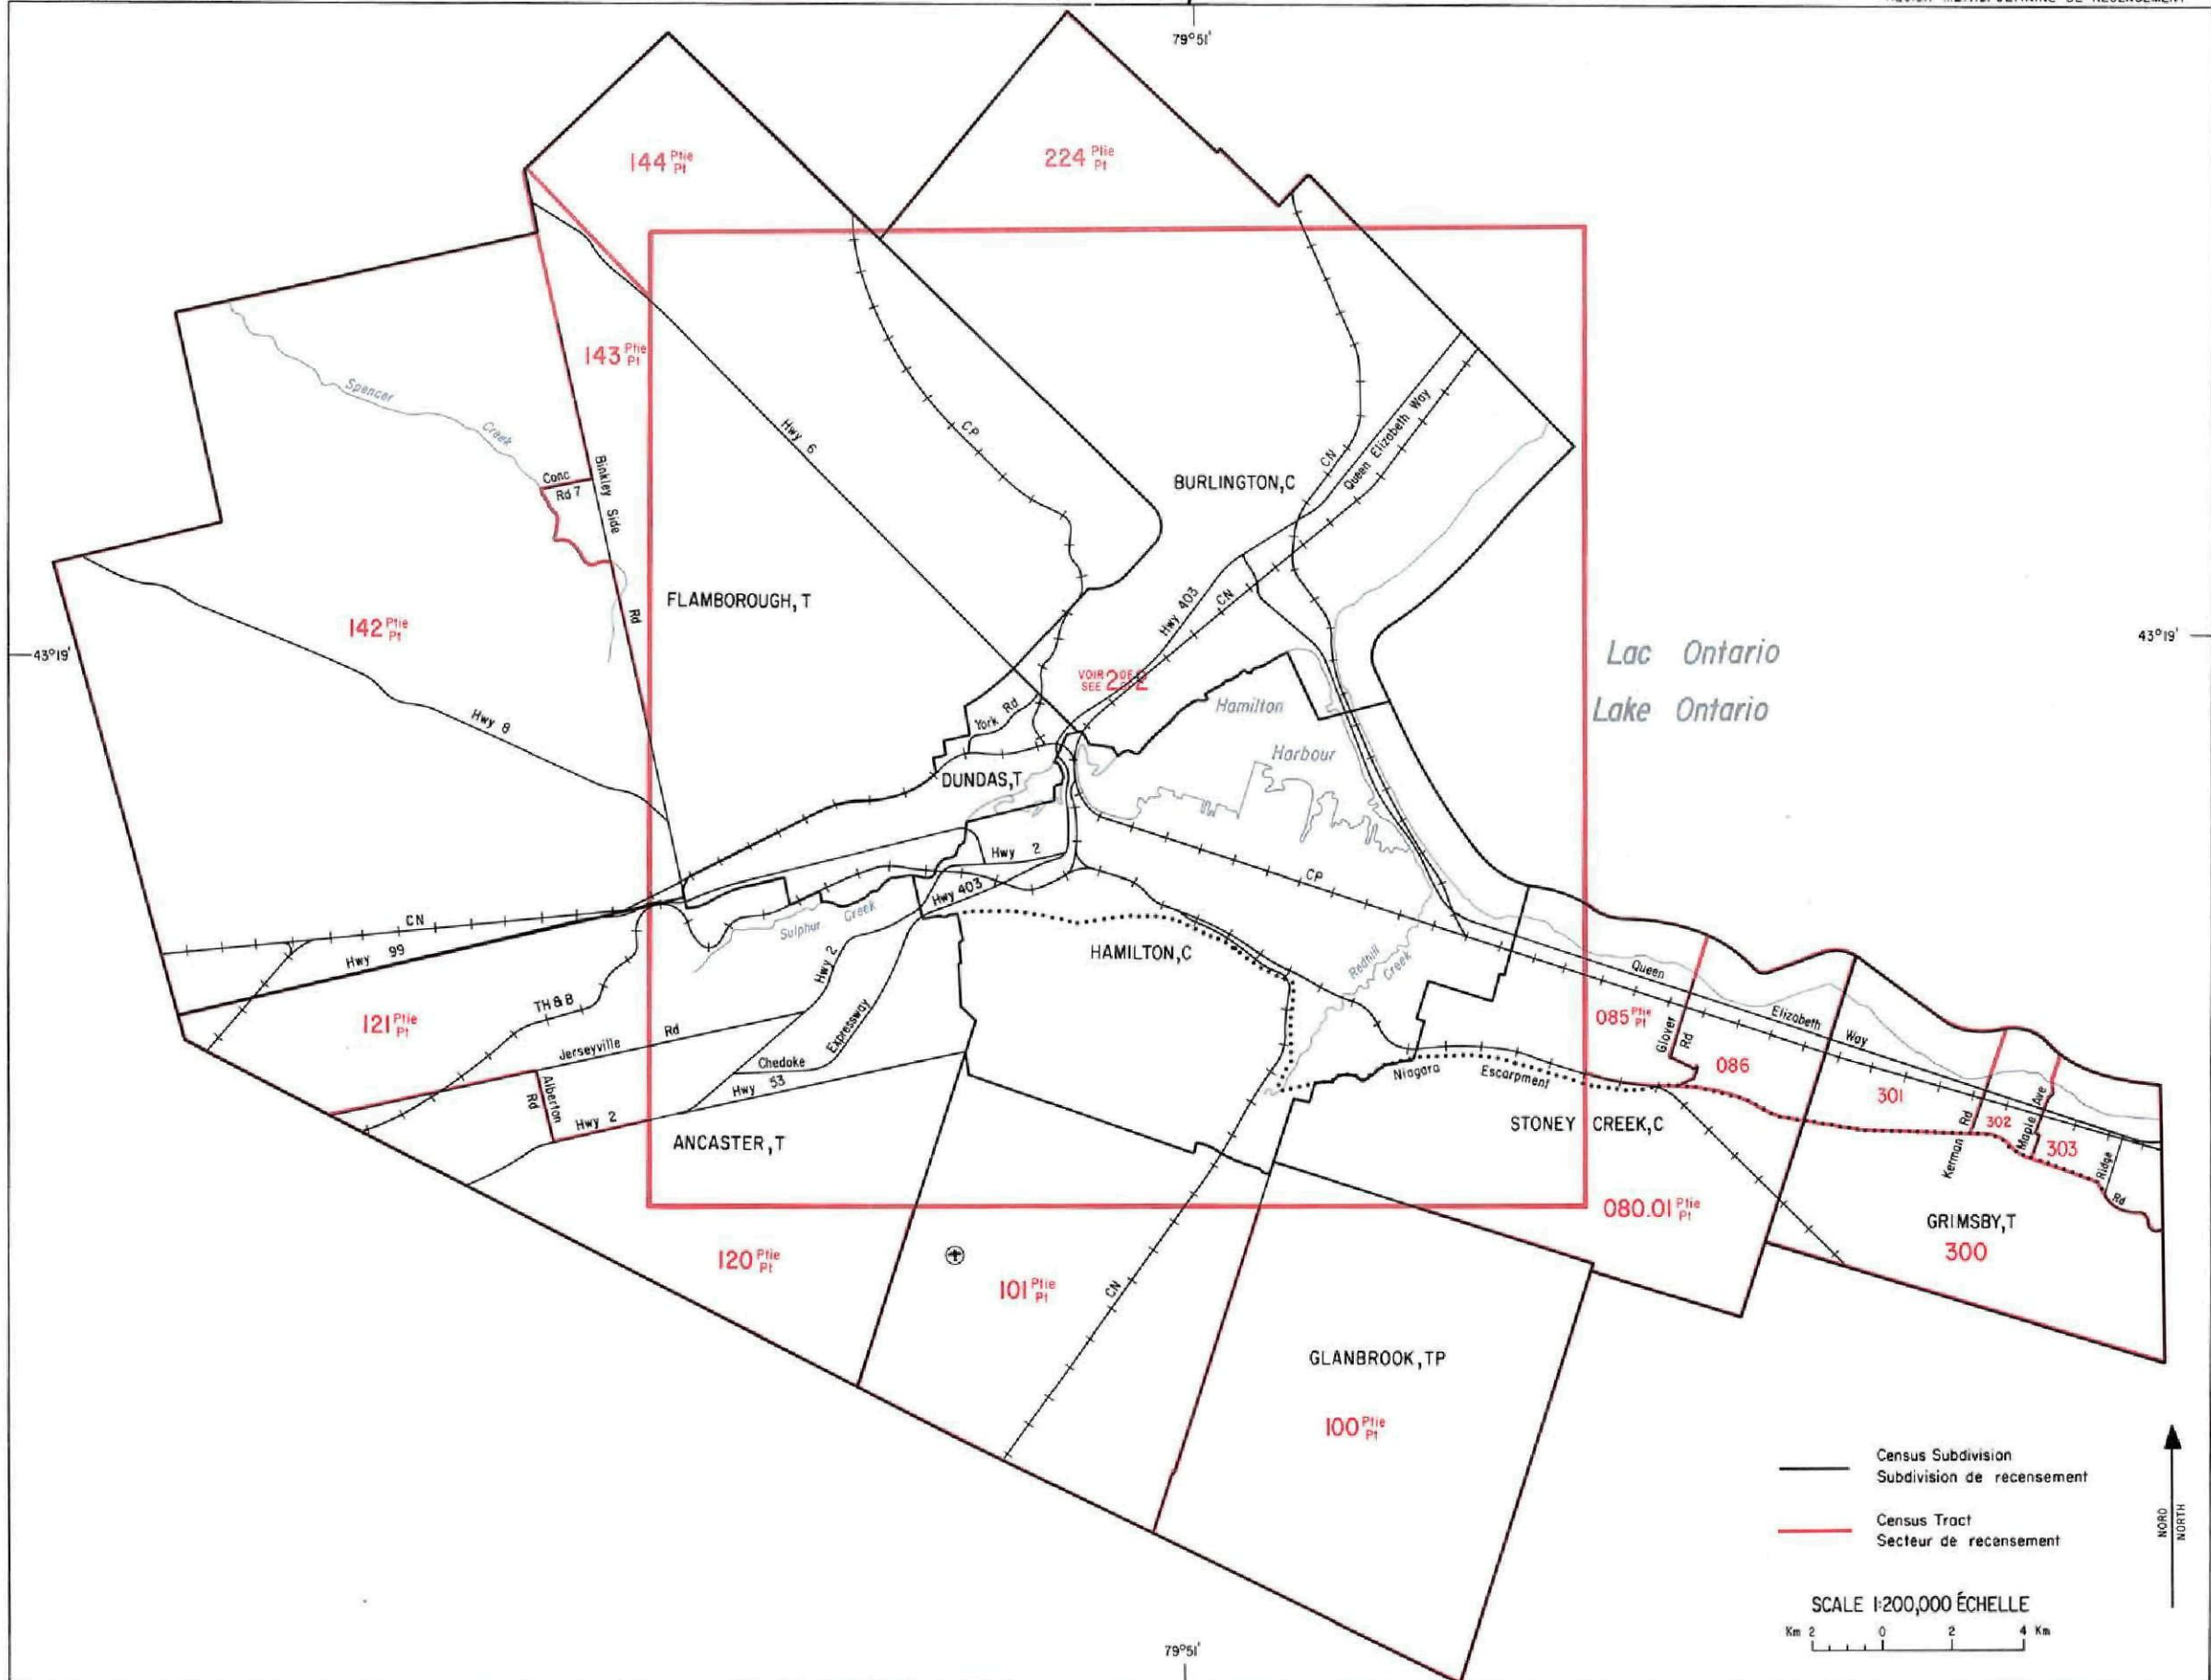 79°51'
144 Ptie Pt
224 Ptie Pt
143 Ptie Pt
Spencer
Creek
Hwy 6
CP
CN
Queen Elizabeth Way
BURLINGTON, C
Conc
Rd 7
Binkley Side
Rd
FLAMBOROUGH, T
142 Ptie Pt
Hwy 403
CN
43°19'
43°19'
Lac Ontario
Lake Ontario
VOIR
SEE
2
2
Hamilton
Harbour
York Rd
Hwy 8
DUNDAS, T
Hwy 2
CP
Hwy 403
CN
Hwy 99
Sulphur Creek
Hwy 2
HAMILTON, C
Redhill
Creek
Queen
Elizabeth
Way
TH & B
121 Ptie Pt
Jerseyville Rd
Expressway
Chedoke
Hwy 53
085 Ptie Pt
Glover
Rd
086
Niagara Escarpment
Alberton
Rd
Hwy 2
ANCASTER, T
STONEY CREEK, C
301
302
303
Kerman Rd
Maple Ave
Ridge
Rd
080.01 Ptie Pt
GRIMSBY, T
300
120 Ptie Pt
101 Ptie Pt
CN
GLANBROOK, TP
100 Ptie Pt
Census Subdivision
Subdivision de recensement
Census Tract
Secteur de recensement
NORD
NORTH
SCALE 1:200,000 ÉCHELLE
Km 2 0 2 4 Km
79°51'